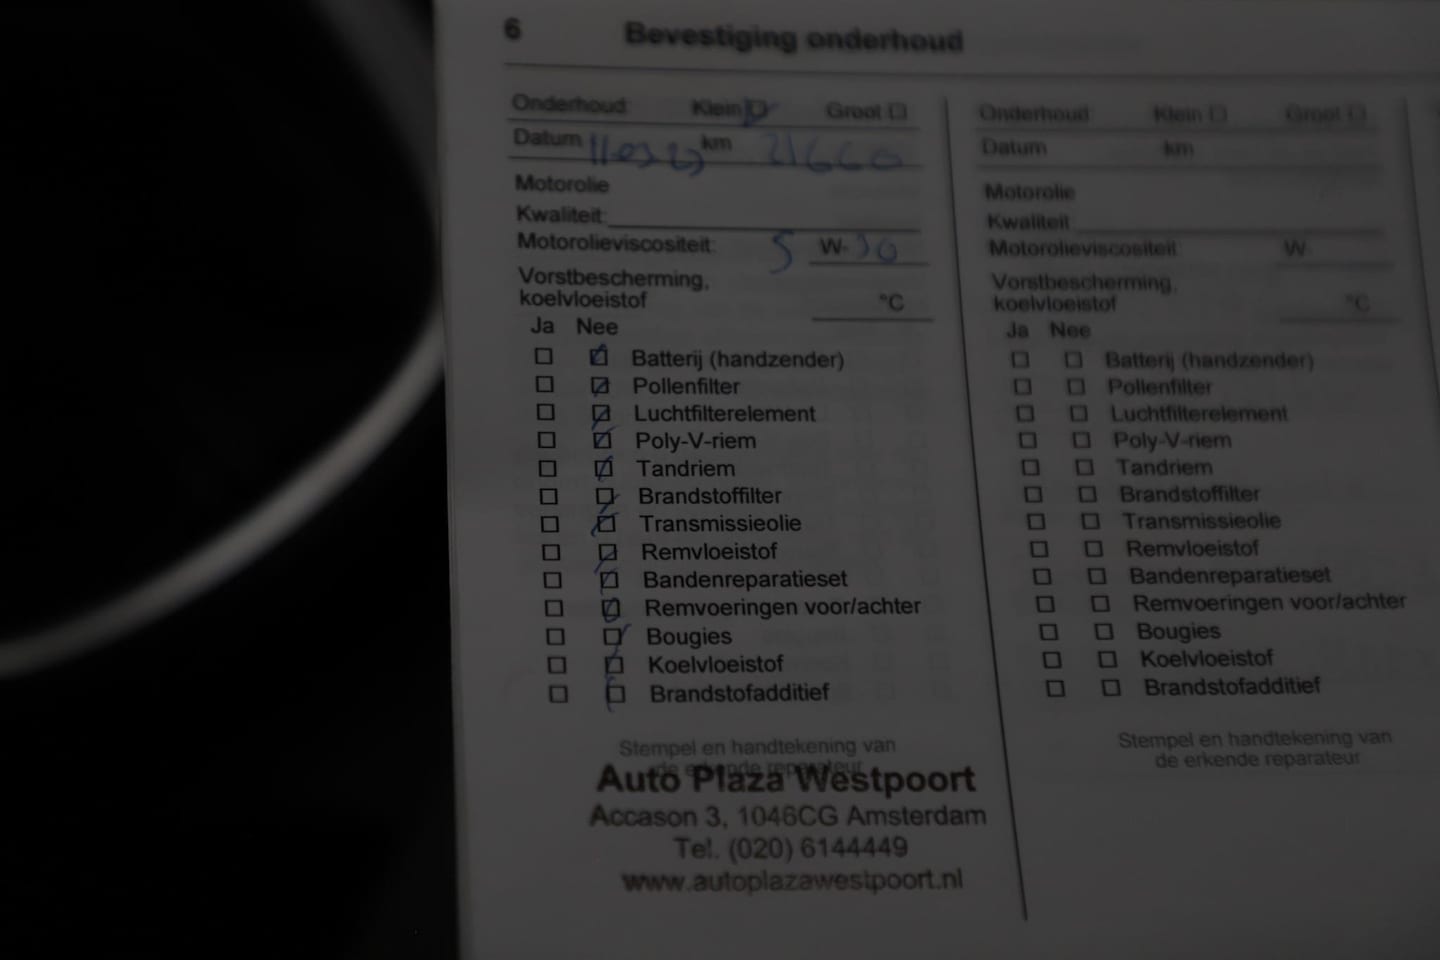 6 Bevestiging onderhoud
Onderhoud: Klein Groot
Datum km 21660
Motorolie
Kwaliteit:
Motorolieviscositeit: 5 W-30
Vorstbescherming,
koelvloeistof °C
Ja Nee
Batterij (handzender)
Pollenfilter
Luchtfilterelement
Poly-V-riem
Tandriem
Brandstoffilter
Transmissieolie
Remvloeistof
Bandenreparatieset
Remvoeringen voor/achter
Bougies
Koelvloeistof
Brandstofadditief
Stempel en handtekening van
de erkende reparateur
Auto Plaza Westpoort
Accason 3, 1046CG Amsterdam
Tel. (020) 6144449
www.autoplazawestpoort.nl
Onderhoud: Klein Groot
Datum km
Motorolie
Kwaliteit:
Motorolieviscositeit: W-
Vorstbescherming,
koelvloeistof °C
Ja Nee
Batterij (handzender)
Pollenfilter
Luchtfilterelement
Poly-V-riem
Tandriem
Brandstoffilter
Transmissieolie
Remvloeistof
Bandenreparatieset
Remvoeringen voor/achter
Bougies
Koelvloeistof
Brandstofadditief
Stempel en handtekening van
de erkende reparateur